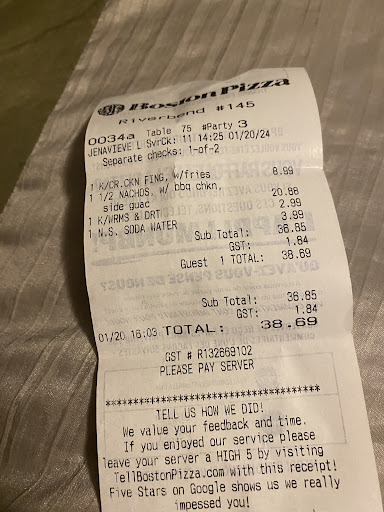 Boston Pizza
Riverbend #145
0034a Table 75 #Party 3
JENAVIEVE L SvrCk: 11 14:25 01/20/24
Separate checks: 1-of-2
1 K/CR.CKN FING, w/fries 8.99
1 1/2 NACHOS, w/ bbq chkn,
side guac 20.88
1 K/WRMS & DRT 2.99
1 N.S. SODA WATER 3.99
Sub Total: 36.85
GST: 1.84
Guest 1 TOTAL: 38.69
Sub Total: 36.85
GST: 1.84
01/20 16:03 TOTAL: 38.69
GST # R132669102
PLEASE PAY SERVER
************************************
TELL US HOW WE DID!
We value your feedback and time.
If you enjoyed our service please
leave your server a HIGH 5 by visiting
TellBostonPizza.com with this receipt!
Five Stars on Google shows us we really
impessed you!